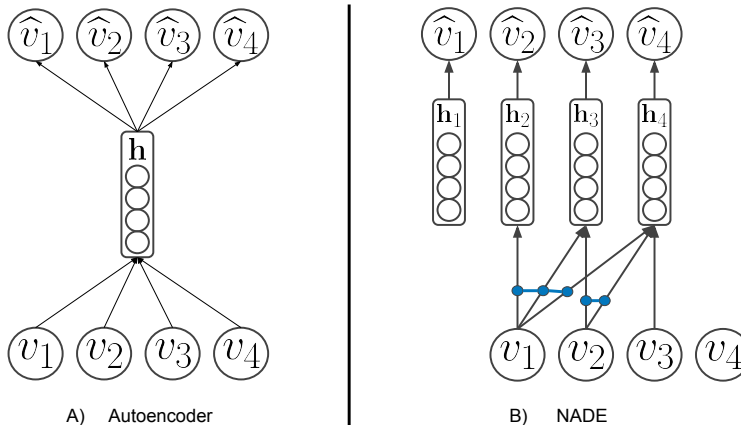 v̂₁ v̂₂ v̂₃ v̂₄ v̂₁ v̂₂ v̂₃ v̂₄
h h₁ h₂ h₃ h₄
v₁ v₂ v₃ v₄ v₁ v₂ v₃ v₄
A) Autoencoder B) NADE